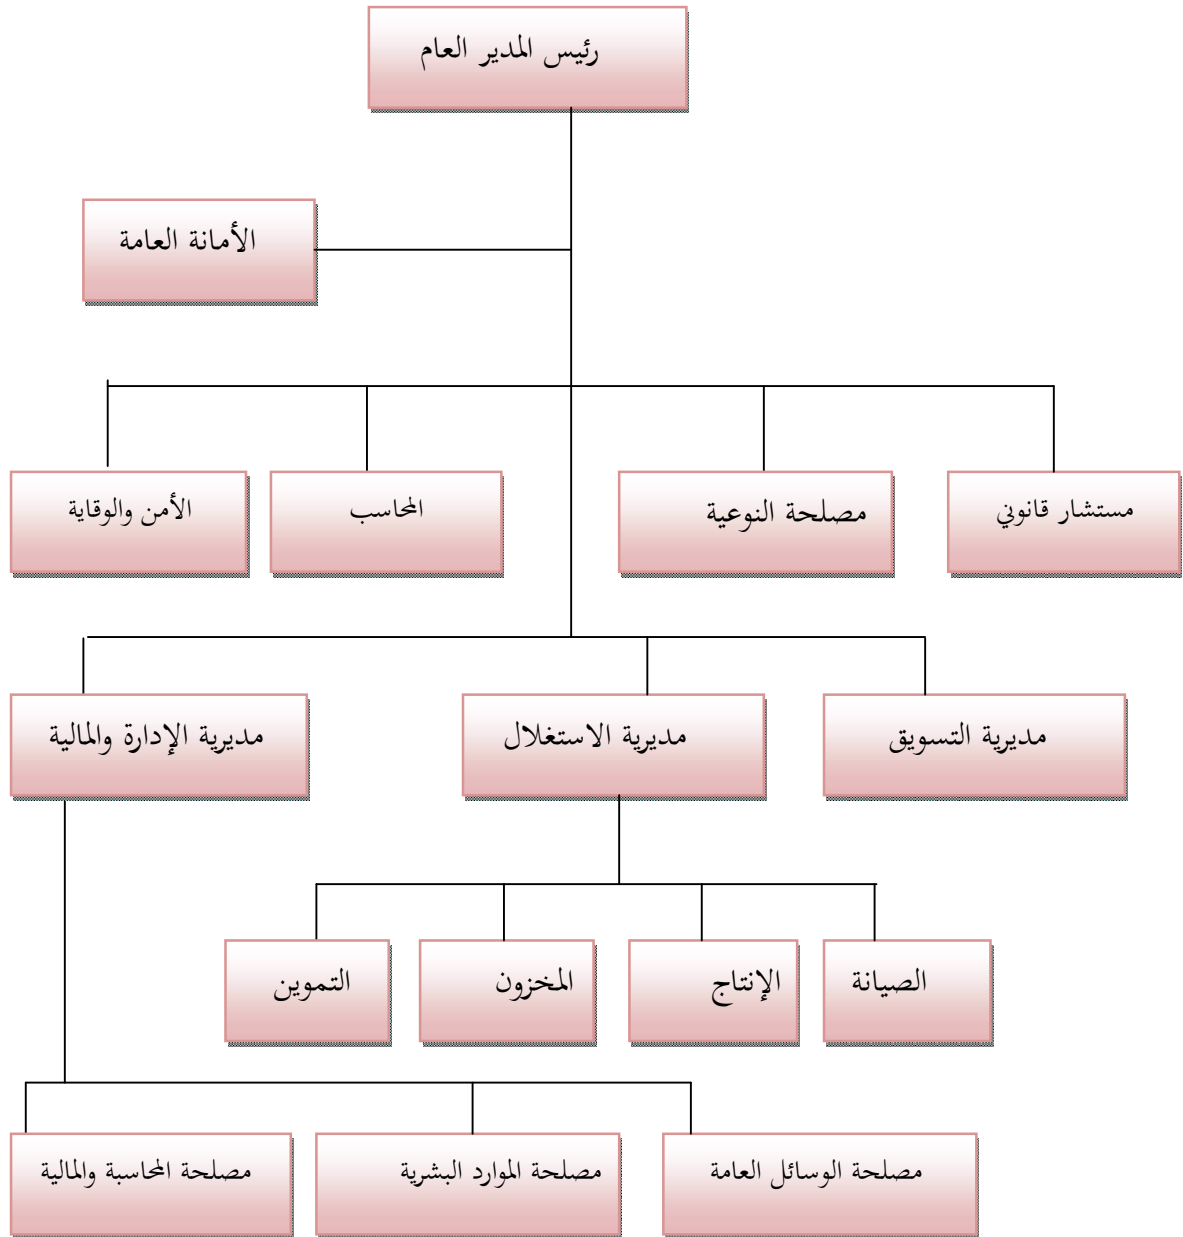 رئيس المدير العام
الأمانة العامة
مستشار قانوني
مصلحة النوعية
المحاسب
الأمن والوقاية
مديرية التسويق
مديرية الاستغلال
مديرية الإدارة والمالية
الصيانة
الإنتاج
المخزون
التموين
مصلحة الوسائل العامة
مصلحة الموارد البشرية
مصلحة المحاسبة والمالية